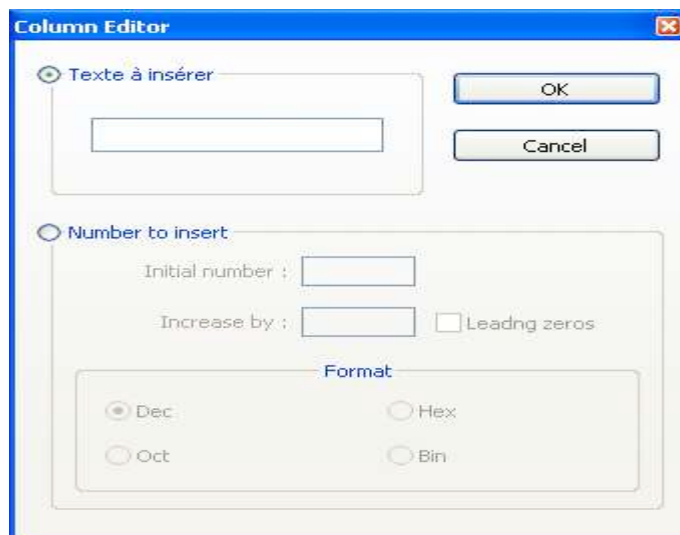 Column Editor
Texte à insérer
OK
Cancel
Number to insert
Initial number :
Increase by :
Leadng zeros
Format
Dec
Hex
Oct
Bin